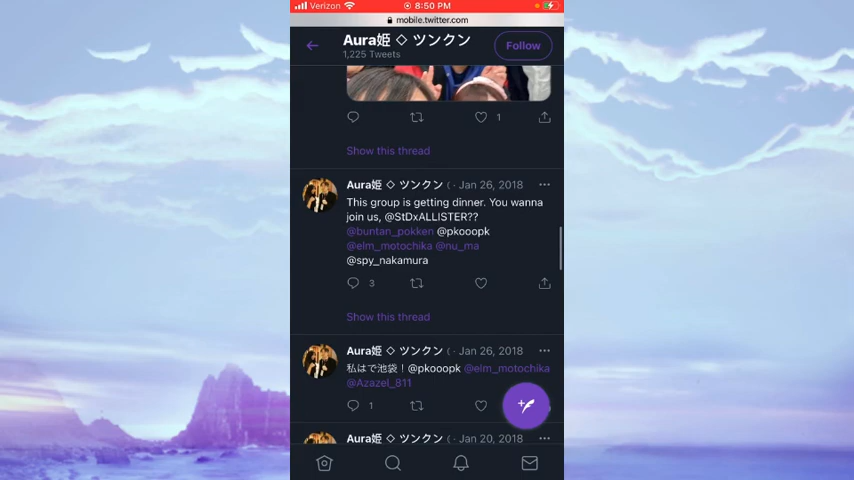 Verizon 8:50 PM
mobile.twitter.com
Aura姫 ◇ ツンクン
1,225 Tweets
Follow
1
Show this thread
Aura姫 ◇ ツンクン ( · Jan 26, 2018
This group is getting dinner. You wanna
join us, @StDxALLISTER??
@buntan_pokken @pkooopk
@elm_motochika @nu_ma
@spy_nakamura
3
Show this thread
Aura姫 ◇ ツンクン ( · Jan 26, 2018
私はで池袋！@pkooopk @elm_motochika
@Azazel_811
1
Aura姫 ◇ ツンクン ( · Jan 20, 2018